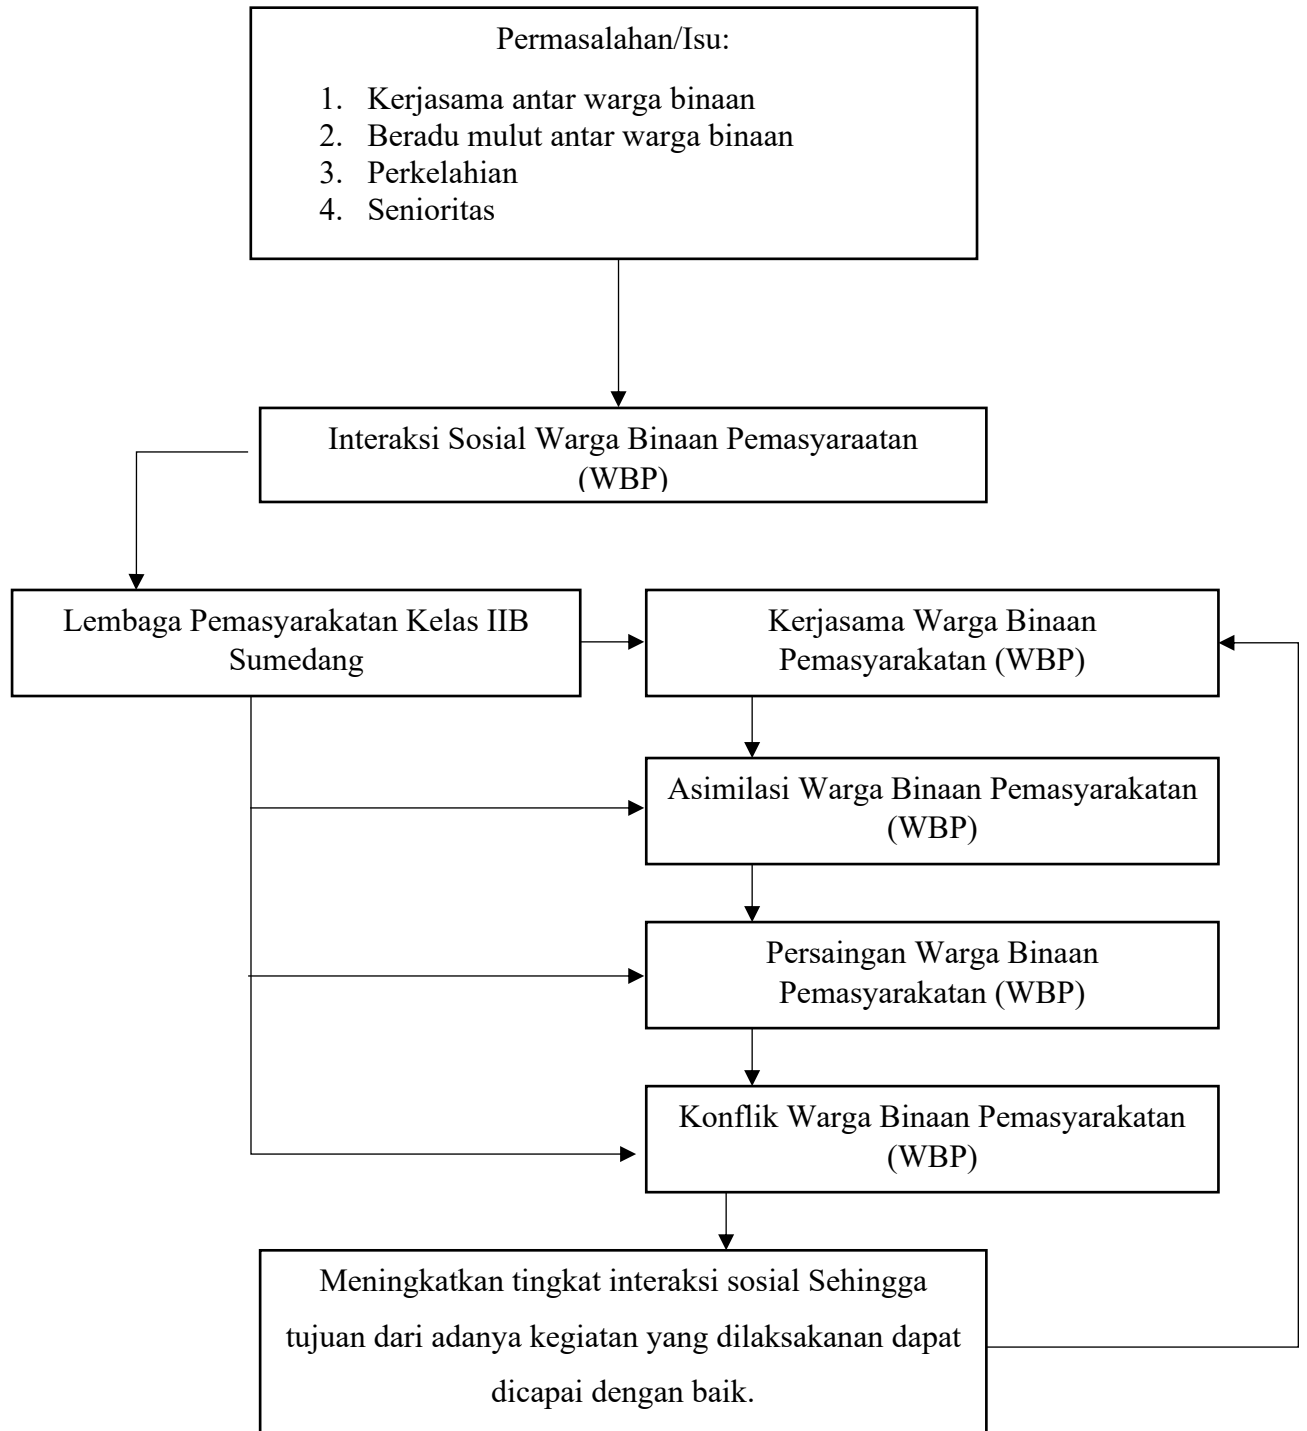 Permasalahan/Isu:
1. Kerjasama antar warga binaan
2. Beradu mulut antar warga binaan
3. Perkelahian
4. Senioritas
Interaksi Sosial Warga Binaan Pemasyaraatan
(WBP)
Lembaga Pemasyarakatan Kelas IIB
Sumedang
Kerjasama Warga Binaan
Pemasyarakatan (WBP)
Asimilasi Warga Binaan Pemasyarakatan
(WBP)
Persaingan Warga Binaan
Pemasyarakatan (WBP)
Konflik Warga Binaan Pemasyarakatan
(WBP)
Meningkatkan tingkat interaksi sosial Sehingga
tujuan dari adanya kegiatan yang dilaksakanan dapat
dicapai dengan baik.